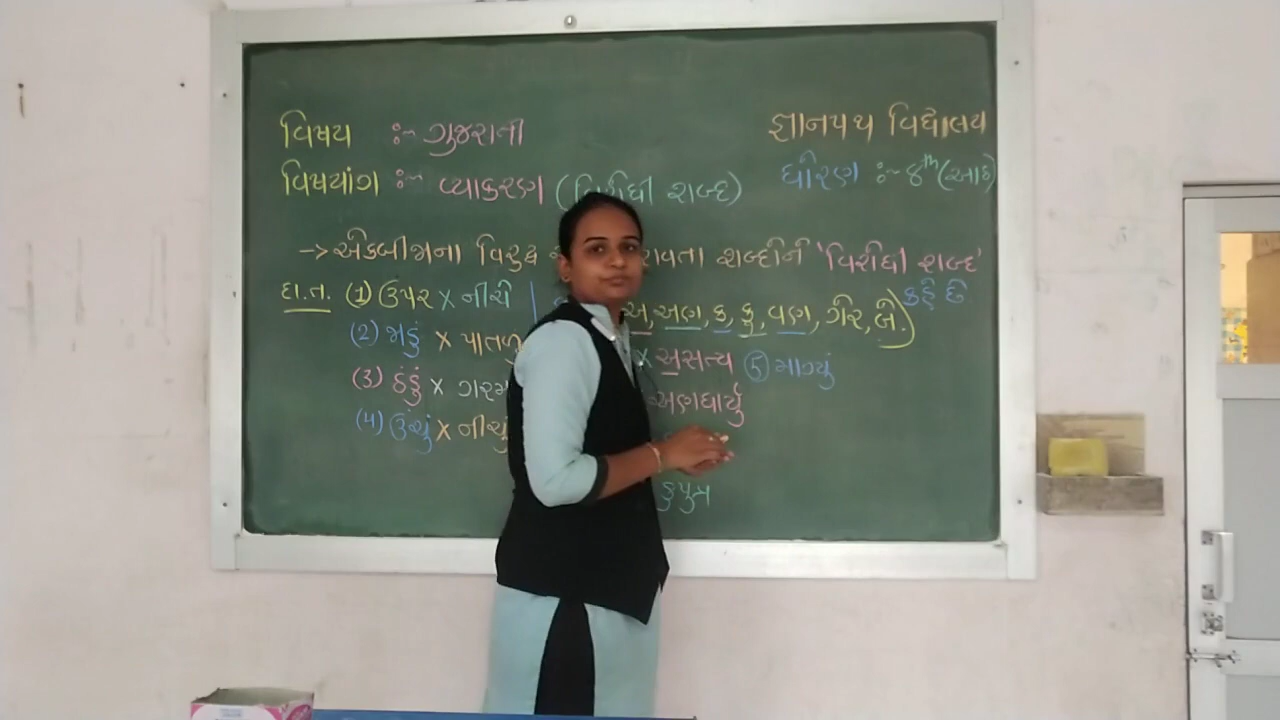 વિષય :- ગુજરાતી
જ્ઞાનપથ વિદ્યાલય
વિષયાંગ :- વ્યાકરણ (વિરોધી શબ્દ)
ધોરણ :- ૪th (આઠ)
-> એકબીજાના વિરુદ્ધ રાવતા શબ્દોને 'વિરોધી શબ્દ' કહે છે
દા.ત. (1) ઉપર X નીચે
અ, અણ, ક, કુ, વણ, ગેર, બે.)
(2) જાડું X પાતળુ
X અસત્ય (5) માગ્યું
(3) ઠંડું X ગરમ
અણધાર્યું
(4) ઉંચું X નીચું
કુપુત્ર